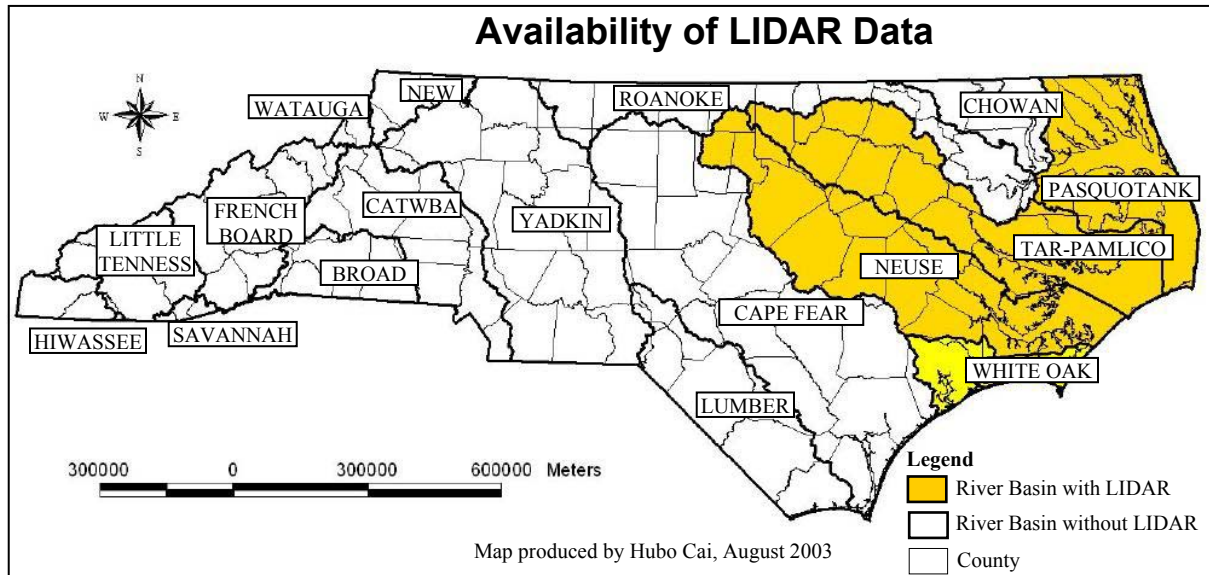 Availability of LIDAR Data
N
W E
S
NEW
ROANOKE
CHOWAN
WATAUGA
PASQUOTANK
FRENCH
BOARD
CATWBA
YADKIN
LITTLE
TENNESS
TAR-PAMLICO
BROAD
NEUSE
CAPE FEAR
HIWASSEE
SAVANNAH
WHITE OAK
LUMBER
300000 0 300000 600000 Meters
Legend
River Basin with LIDAR
River Basin without LIDAR
County
Map produced by Hubo Cai, August 2003